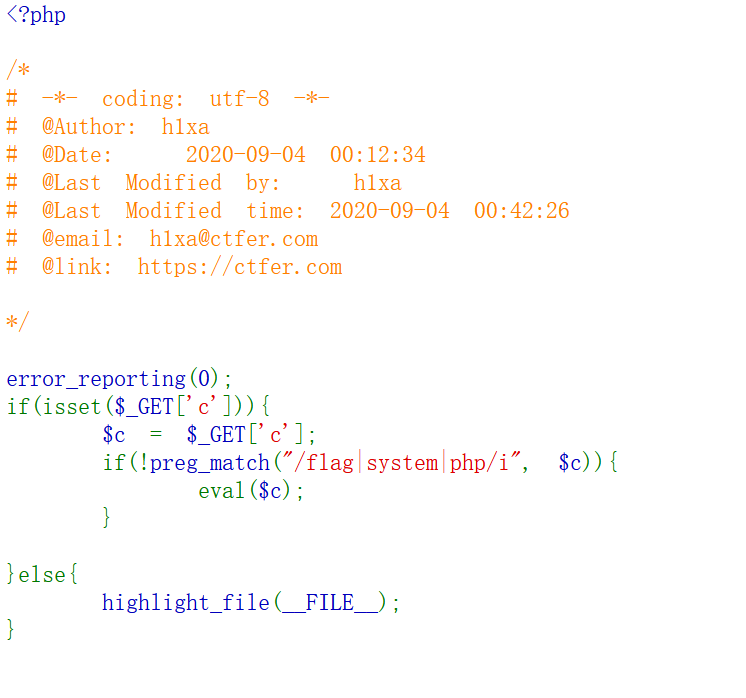 <?php
/*
# -*- coding: utf-8 -*-
# @Author: h1xa
# @Date:   2020-09-04 00:12:34
# @Last Modified by:   h1xa
# @Last Modified time: 2020-09-04 00:42:26
# @email: h1xa@ctfer.com
# @link: https://ctfer.com
*/
error_reporting(0);
if(isset($_GET['c'])){
    $c = $_GET['c'];
    if(!preg_match("/flag|system|php/i", $c)){
        eval($c);
    }
}else{
    highlight_file(__FILE__);
}